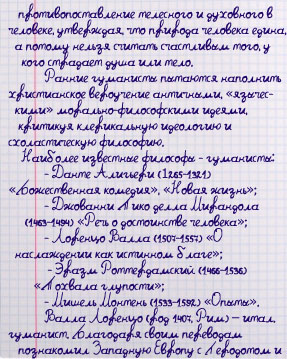 противопоставление телесного и духовного в
человеке, утверждая, что природа человека едина,
а потому нельзя считать счастливым того, у
кого страдает душа или тело.
Ранние гуманисты пытаются наполнить
христианское вероучение античными, «язычес-
кими» морально-философскими идеями,
критикуя клерикальную идеологию и
схоластическую философию.
Наиболее известные философы - гуманисты:
- Данте Алигьери (1265-1321)
«Божественная комедия», «Новая жизнь»;
- Джованни Пико делла Мирандола
(1463-1494) «Речь о достоинстве человека»;
- Лоренцо Валла (1507-1557) «О
наслаждении как истинном благе»;
- Эразм Роттердамский (1466-1536)
«Похвала глупости»;
- Мишель Монтень (1533-1592) «Опыты».
Валла Лоренцо (род 1407, Рим) – итал.
гуманист. Благодаря своим переводам
познакомил Западную Европу с Геродотом и